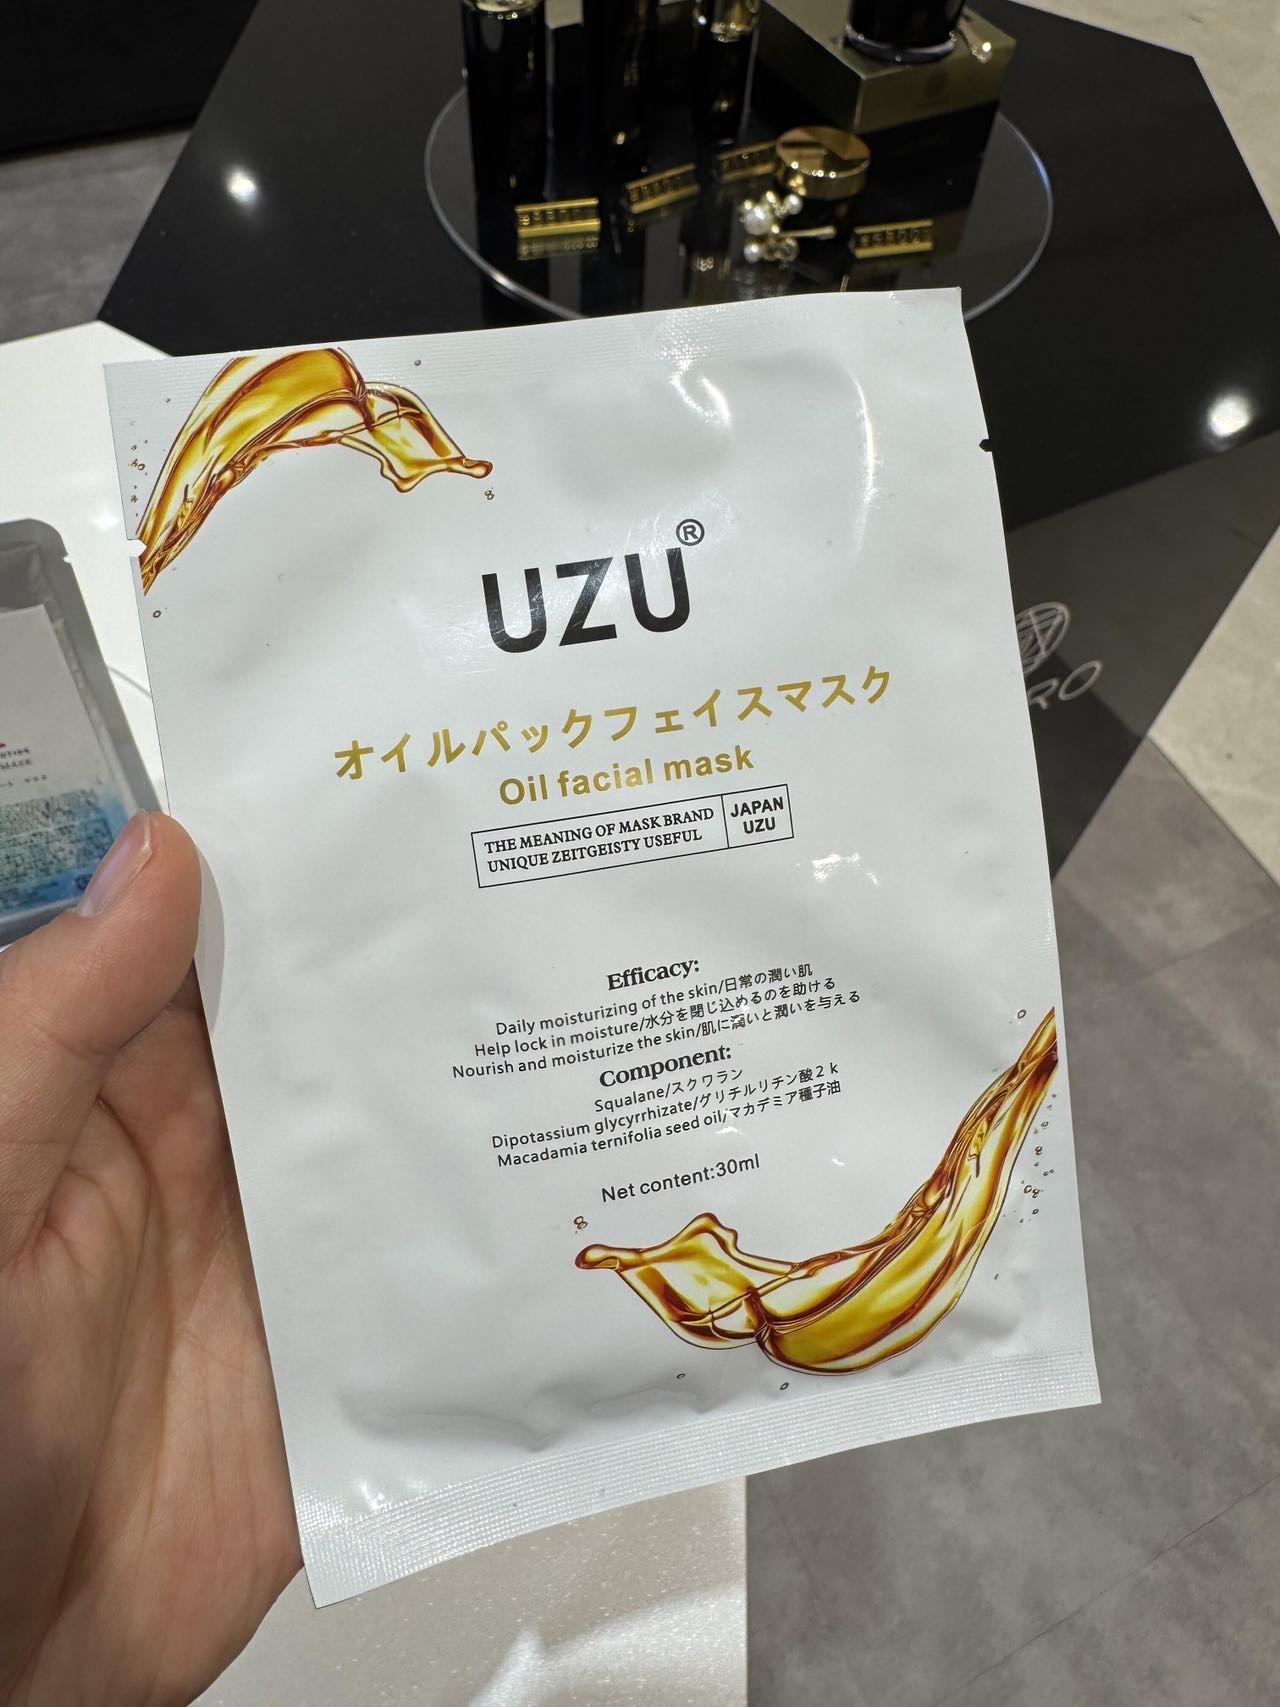 UZU®
オイルパックフェイスマスク
Oil facial mask
THE MEANING OF MASK BRAND
UNIQUE ZEITGEISTY USEFUL
JAPAN
UZU
Efficacy:
Daily moisturizing of the skin/日常の潤い肌
Help lock in moisture/水分を閉じ込めるのを助ける
Nourish and moisturize the skin/肌に潤いと潤いを与える
Component:
Squalane/スクワラン
Dipotassium glycyrrhizate/グリチルリチン酸2k
Macadamia ternifolia seed oil/マカデミア種子油
Net content:30ml
MASK